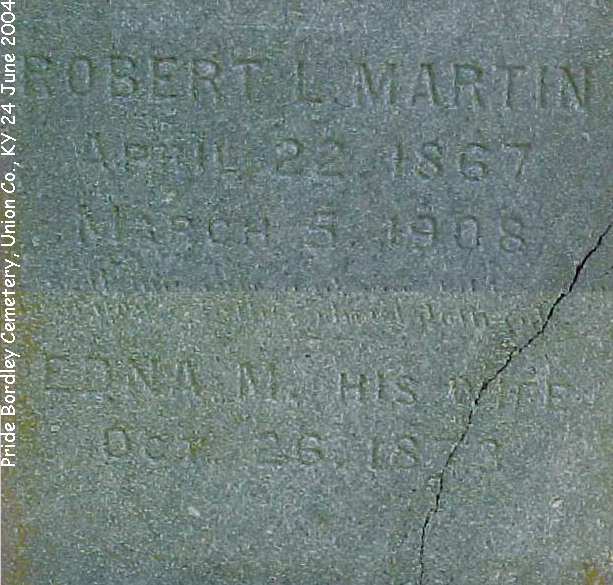 Pride Bordley Cemetery, Union Co., KY 24 June 2004
ROBERT L. MARTIN
APRIL 22, 1867
MARCH 5, 1908
EDNA M. HIS WIFE
OCT. 26, 1873